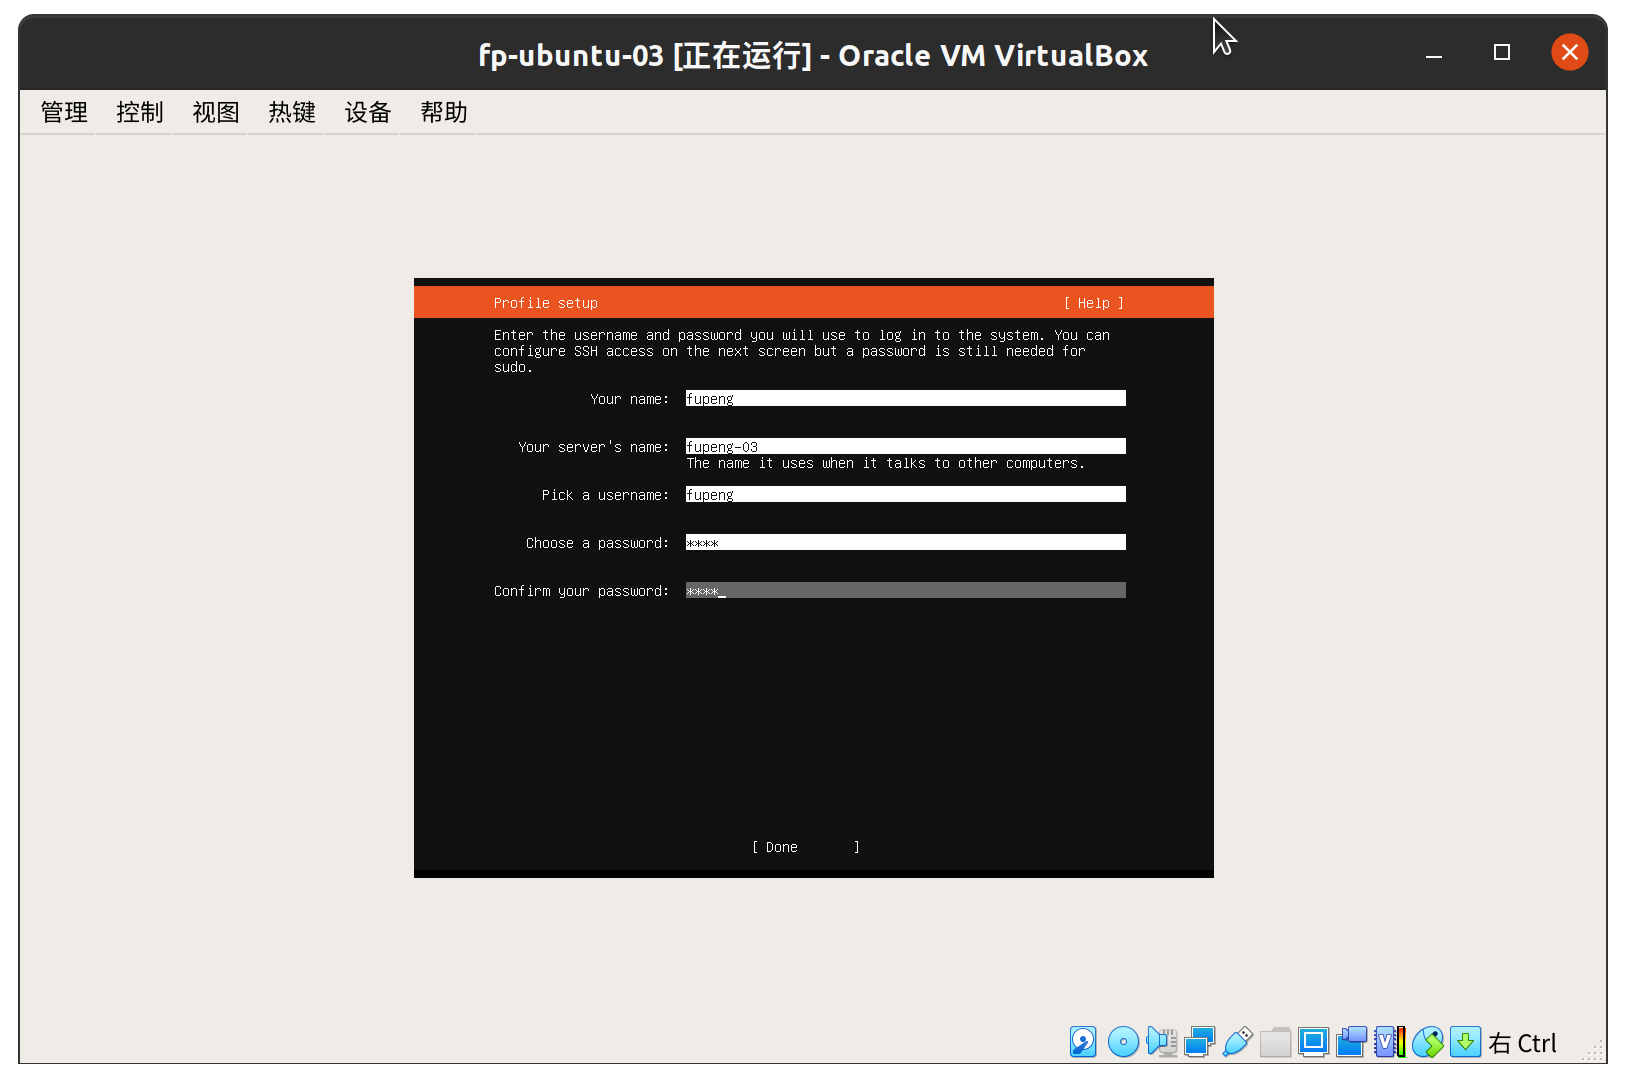 fp-ubuntu-03 [正在运行] - Oracle VM VirtualBox
管理 控制 视图 热键 设备 帮助
Profile setup [ Help ]
Enter the username and password you will use to log in to the system. You can
configure SSH access on the next screen but a password is still needed for
sudo.
Your name: fupeng
Your server's name: fupeng-03
The name it uses when it talks to other computers.
Pick a username: fupeng
Choose a password: ****
Confirm your password: ****_
[ Done ]
右 Ctrl